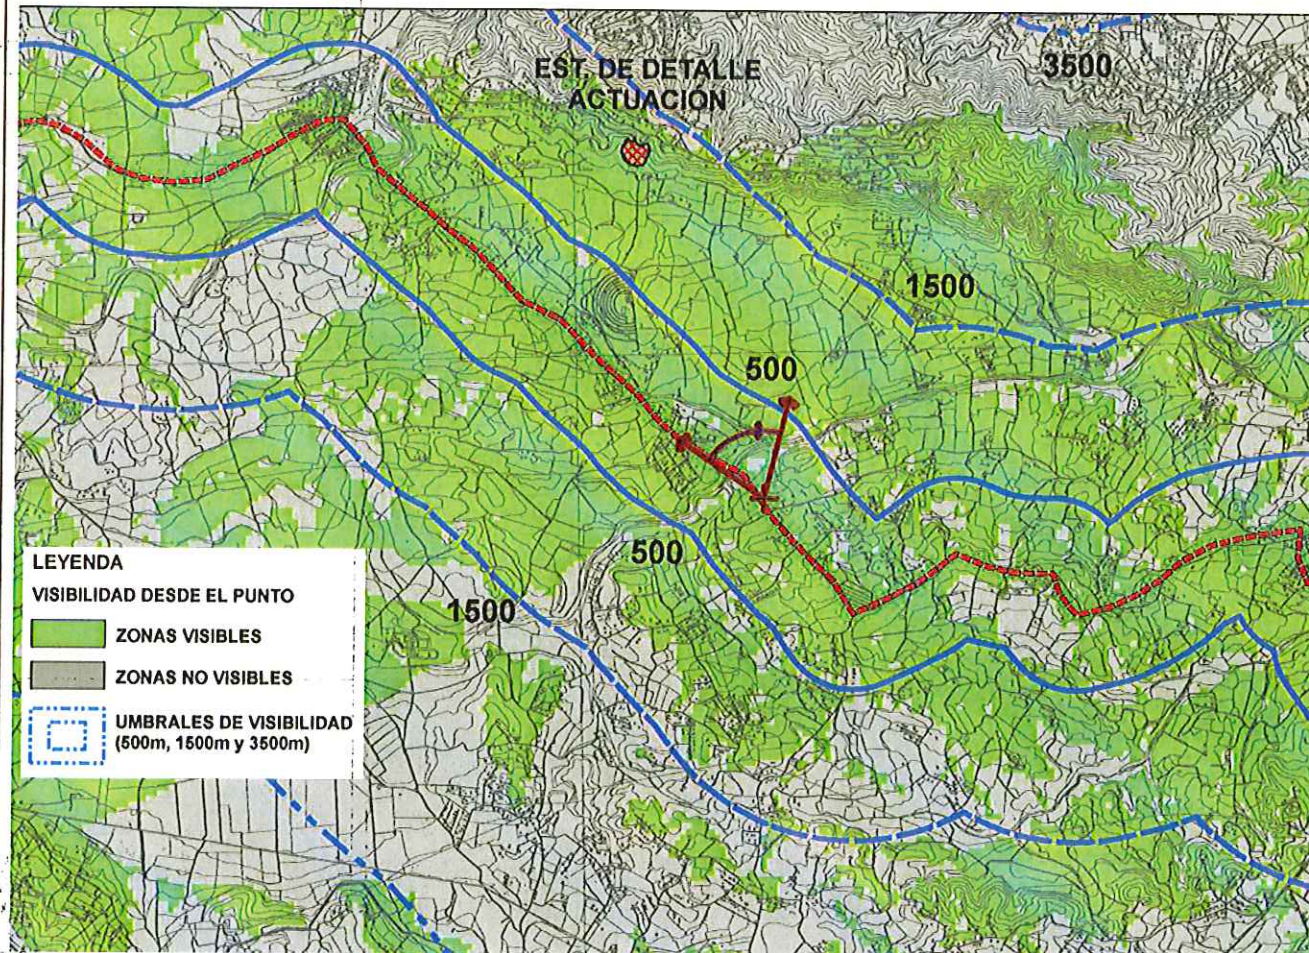 EST. DE DETALLE
ACTUACIÓN
3500
1500
500
500
1500
LEYENDA
VISIBILIDAD DESDE EL PUNTO
ZONAS VISIBLES
ZONAS NO VISIBLES
UMBRALES DE VISIBILIDAD
(500m, 1500m y 3500m)